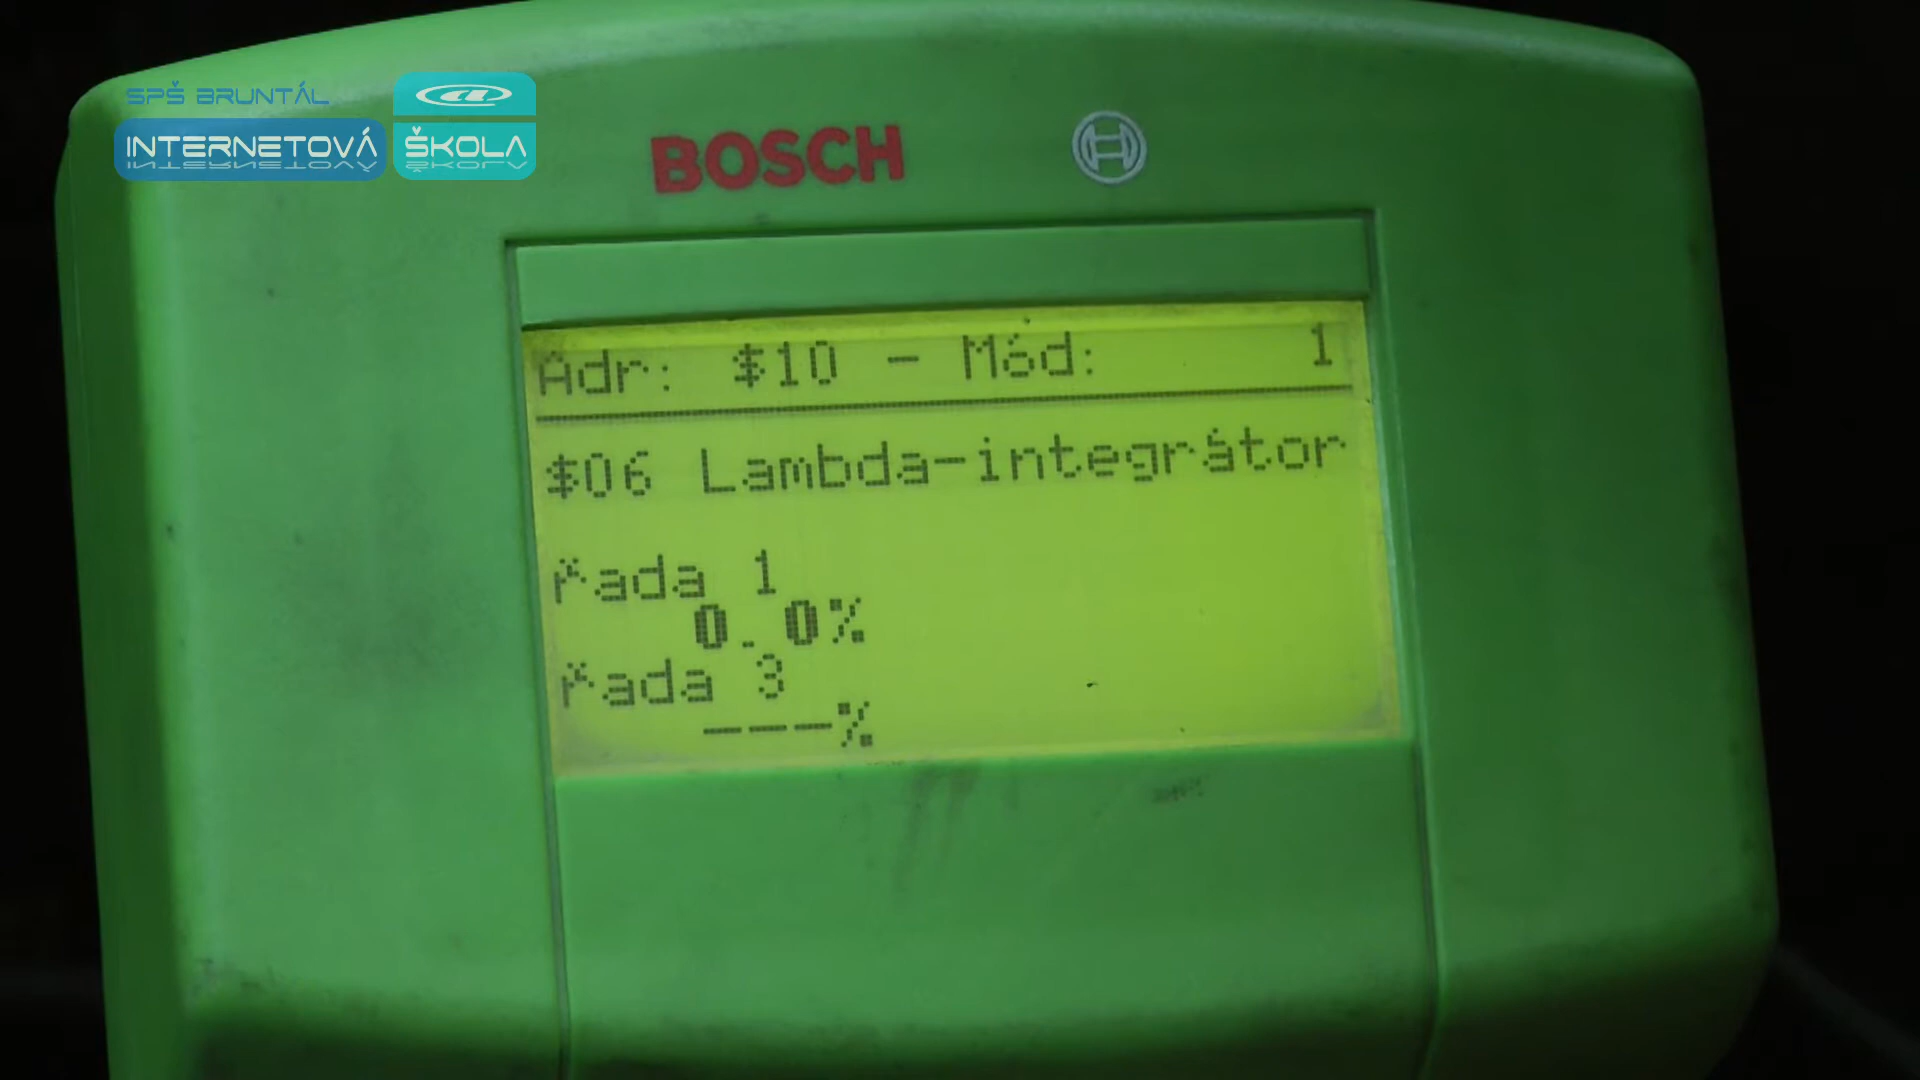 SPŠ BRUNTÁL
INTERNETOVÁ ŠKOLA
BOSCH
Adr: $10 - Mód: 1
$06 Lambda-integrátor
řada 1
0.0%
řada 3
---%